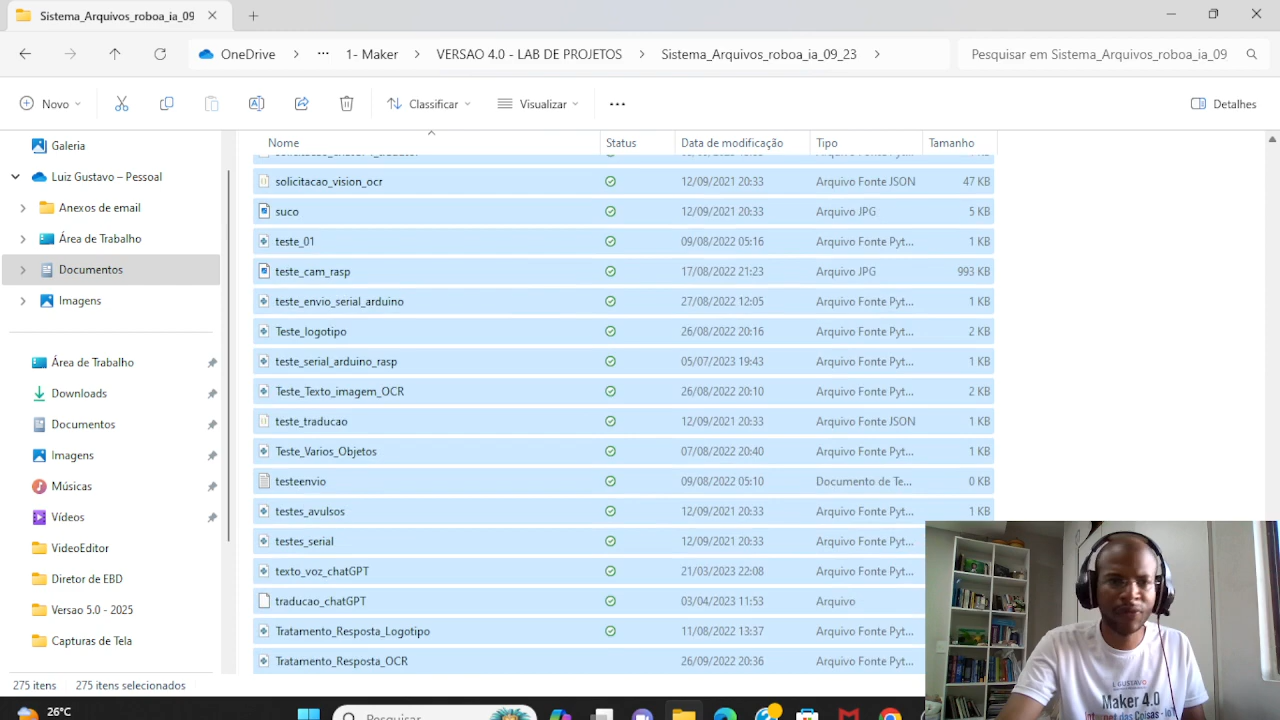 Sistema_Arquivos_roboa_ia_09
OneDrive
1- Maker
VERSAO 4.0 - LAB DE PROJETOS
Sistema_Arquivos_roboa_ia_09_23
Pesquisar em Sistema_Arquivos_roboa_ia_09
Novo
Classificar
Visualizar
Detalhes
Nome Status Data de modificação Tipo Tamanho
solicitacao_vision_ocr 12/09/2021 20:33 Arquivo Fonte JSON 47 KB
suco 12/09/2021 20:33 Arquivo JPG 5 KB
teste_01 09/08/2022 05:16 Arquivo Fonte Pyt... 1 KB
teste_cam_rasp 17/08/2022 21:23 Arquivo JPG 993 KB
teste_envio_serial_arduino 27/08/2022 12:05 Arquivo Fonte Pyt... 1 KB
Teste_logotipo 26/08/2022 20:16 Arquivo Fonte Pyt... 2 KB
teste_serial_arduino_rasp 05/07/2023 19:43 Arquivo Fonte Pyt... 1 KB
Teste_Texto_imagem_OCR 26/08/2022 20:10 Arquivo Fonte Pyt... 2 KB
teste_traducao 12/09/2021 20:33 Arquivo Fonte JSON 1 KB
Teste_Varios_Objetos 07/08/2022 20:40 Arquivo Fonte Pyt... 1 KB
testeenvio 09/08/2022 05:10 Documento de Te... 0 KB
testes_avulsos 12/09/2021 20:33 Arquivo Fonte Pyt... 1 KB
testes_serial 12/09/2021 20:33 Arquivo Fonte Pyt...
texto_voz_chatGPT 21/03/2023 22:08 Arquivo Fonte Pyt...
traducao_chatGPT 03/04/2023 11:53 Arquivo
Tratamento_Resposta_Logotipo 11/08/2022 13:37 Arquivo Fonte Pyt...
Tratamento_Resposta_OCR 26/09/2022 20:36 Arquivo Fonte Pyt...
Galeria
Luiz Gustavo – Pessoal
Anexos de email
Área de Trabalho
Documentos
Imagens
Área de Trabalho
Downloads
Documentos
Imagens
Músicas
Vídeos
VideoEditor
Diretor de EBD
Versao 5.0 - 2025
Capturas de Tela
275 itens 275 itens selecionados
26°C
Pesquisar
L GUSTAVO
Maker 4.0
Internet das Coisas - IoT